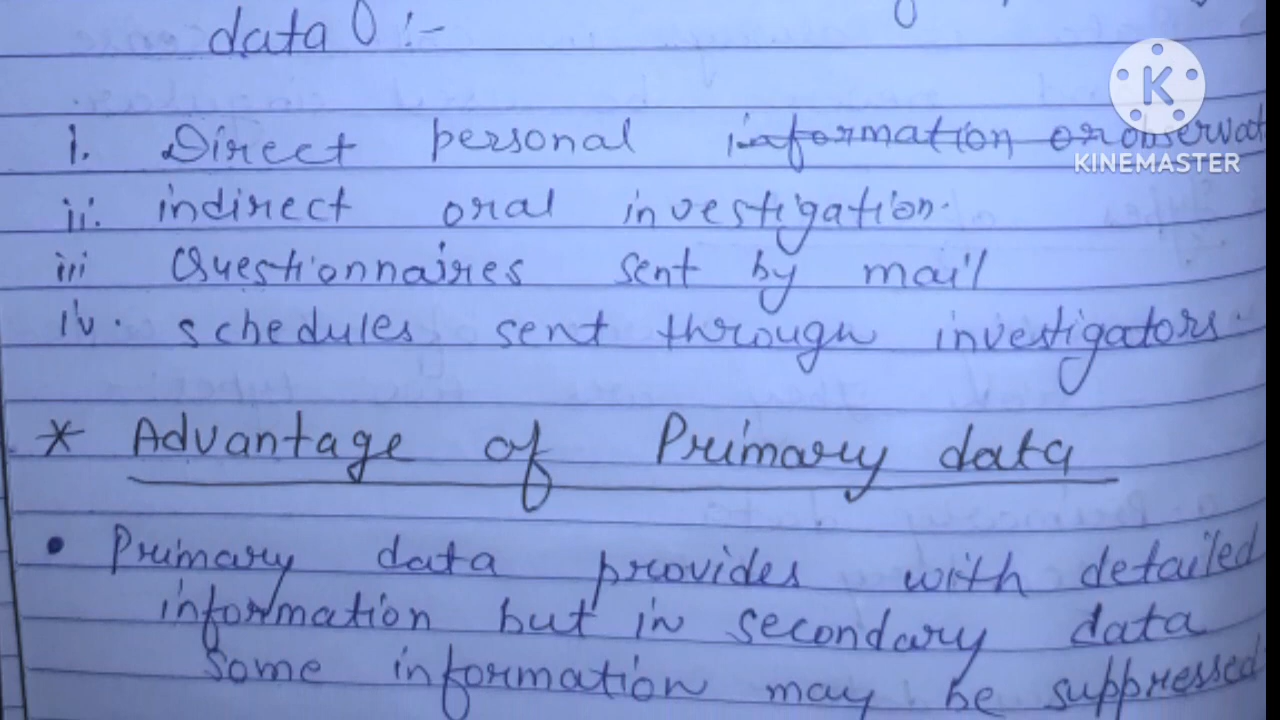 data :-
i. Direct personal information or observat
ii. indirect oral investigation.
iii Questionnaires sent by mail
iv. schedules sent through investigators.
* Advantage of Primary data
• Primary data provides with detailed
information but in secondary data
some information may be suppressed
K
KINEMASTER